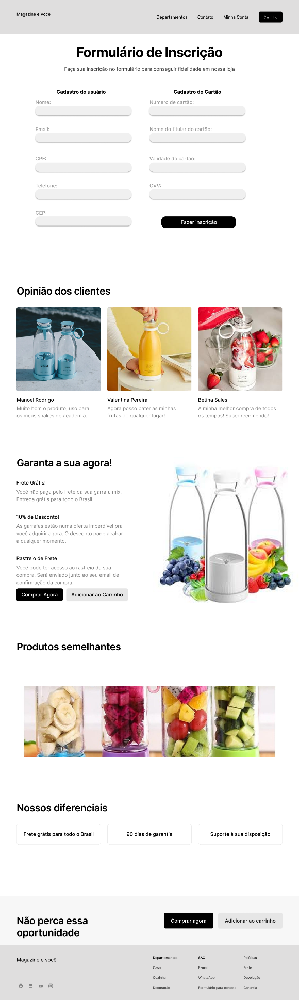 Magazine e Você
Departamentos
Contato
Minha Conta
Carrinho
Formulário de Inscrição
Faça sua inscrição no formulário para conseguir fidelidade em nossa loja
Cadastro do usuário
Nome:
Email:
CPF:
Telefone:
CEP:
Cadastro do Cartão
Número de cartão:
Nome do titular do cartão:
Validade do cartão:
CVV:
Fazer inscrição
Opinião dos clientes
FRESH
JUICE
Manoel Rodrigo
Muito bom o produto, uso para
os meus shakes de academia.
Valentina Pereira
Agora posso bater as minhas
frutas de qualquer lugar!
Betina Sales
A minha melhor compra de todos
os tempos! Super recomendo!
Garanta a sua agora!
Frete Grátis!
Você não paga pelo frete da sua garrafa mix.
Entrega grátis para todo o Brasil.
10% de Desconto!
As garrafas estão numa oferta imperdível pra
você adquirir agora. O desconto pode acabar
a qualquer momento.
Rastreio de Frete
Você pode ter acesso ao rastreio da sua
compra. Será enviado junto ao seu email de
confirmação da compra.
Comprar Agora
Adicionar ao Carrinho
Produtos semelhantes
Nossos diferenciais
Frete grátis para todo o Brasil
90 dias de garantia
Suporte à sua disposição
Não perca essa
oportunidade
Comprar agora
Adicionar ao carrinho
Magazine e você
Departamentos
Casa
Cozinha
Decoração
SAC
E-mail
WhatsApp
Formulário para contato
Políticas
Frete
Devolução
Garantia